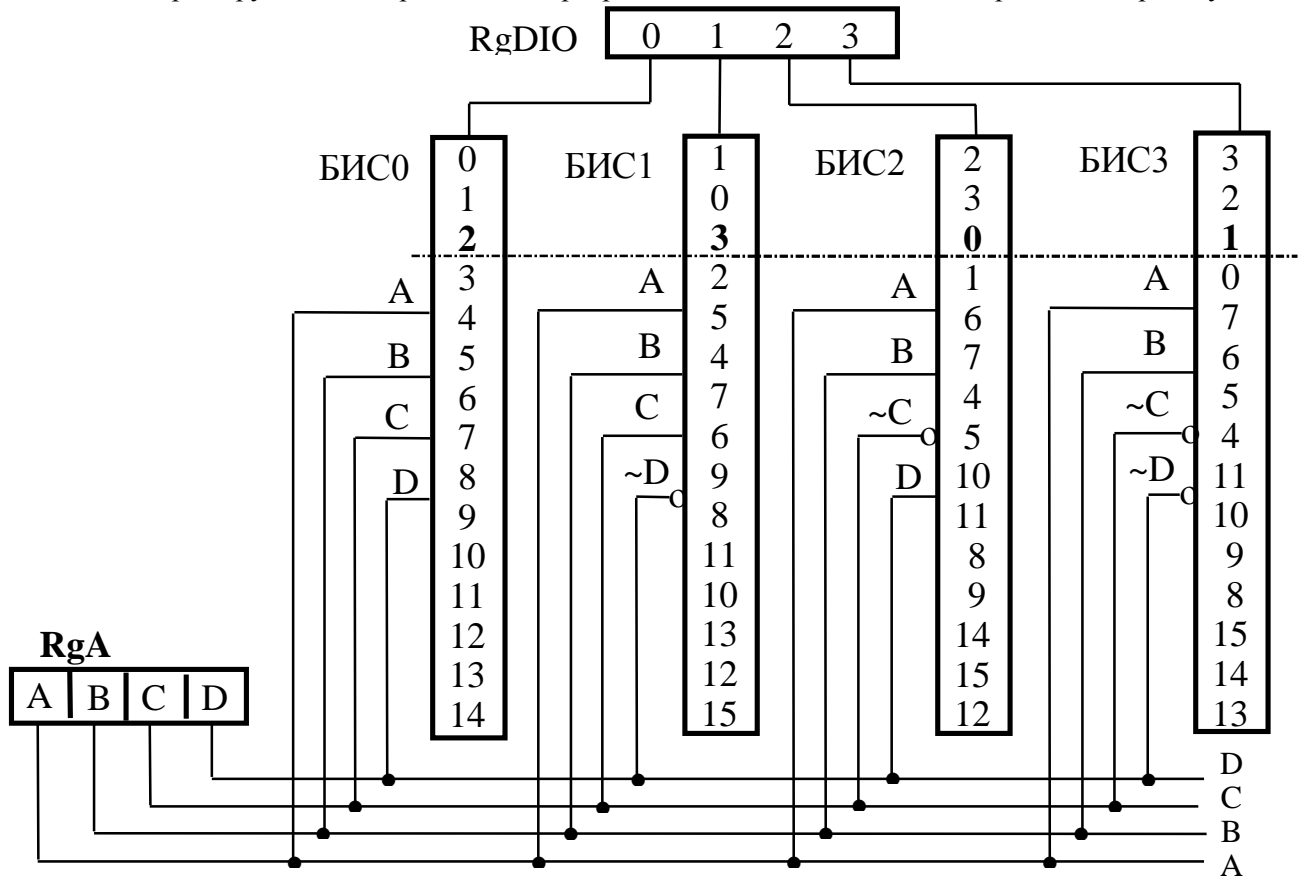 RgDIO 0 1 2 3
БИС0 БИС1 БИС2 БИС3
0 1 2 3
1 0 3 2
2 3 0 1
3 2 1 0
A A A A
4 5 6 7
B B B B
5 4 7 6
6 7 4 5
C C ~C ~C
7 6 5 4
8 9 10 11
D ~D D ~D
9 8 11 10
10 11 8 9
11 10 9 8
12 13 14 15
13 12 15 14
14 15 12 13
RgA
A B C D
D
C
B
A